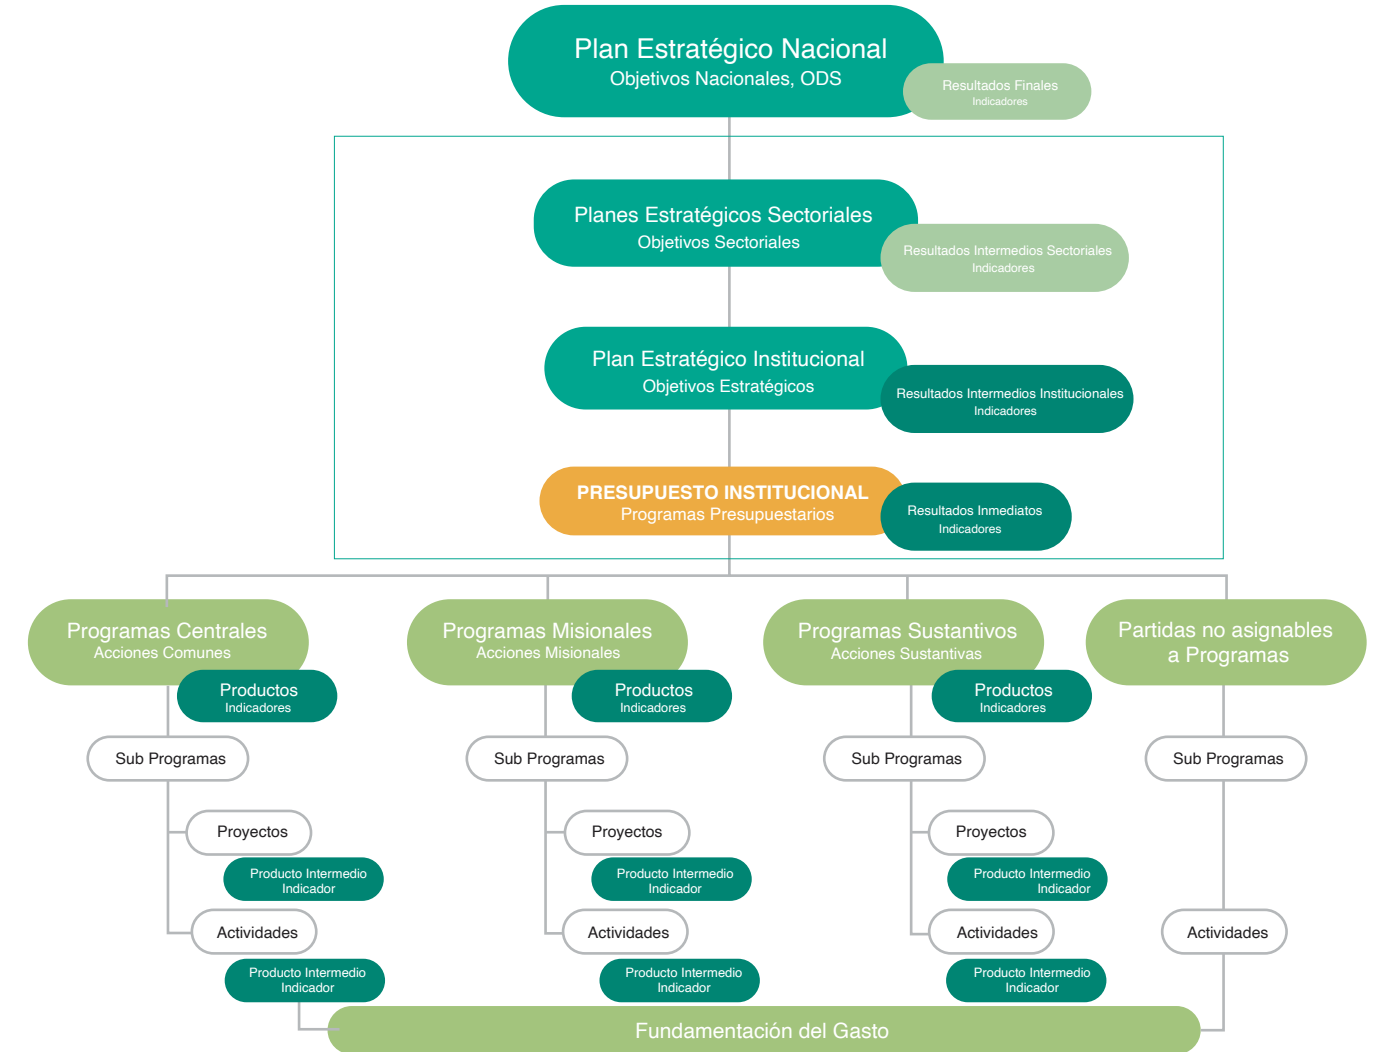 Plan Estratégico Nacional
Objetivos Nacionales, ODS
Resultados Finales
Indicadores
Planes Estratégicos Sectoriales
Objetivos Sectoriales
Resultados Intermedios Sectoriales
Indicadores
Plan Estratégico Institucional
Objetivos Estratégicos
Resultados Intermedios Institucionales
Indicadores
PRESUPUESTO INSTITUCIONAL
Programas Presupuestarios
Resultados Inmediatos
Indicadores
Programas Centrales
Acciones Comunes
Productos
Indicadores
Programas Misionales
Acciones Misionales
Productos
Indicadores
Programas Sustantivos
Acciones Sustantivas
Productos
Indicadores
Partidas no asignables
a Programas
Sub Programas
Sub Programas
Sub Programas
Sub Programas
Proyectos
Producto Intermedio
Indicador
Proyectos
Producto Intermedio
Indicador
Proyectos
Producto Intermedio
Indicador
Actividades
Producto Intermedio
Indicador
Actividades
Producto Intermedio
Indicador
Actividades
Producto Intermedio
Indicador
Actividades
Fundamentación del Gasto